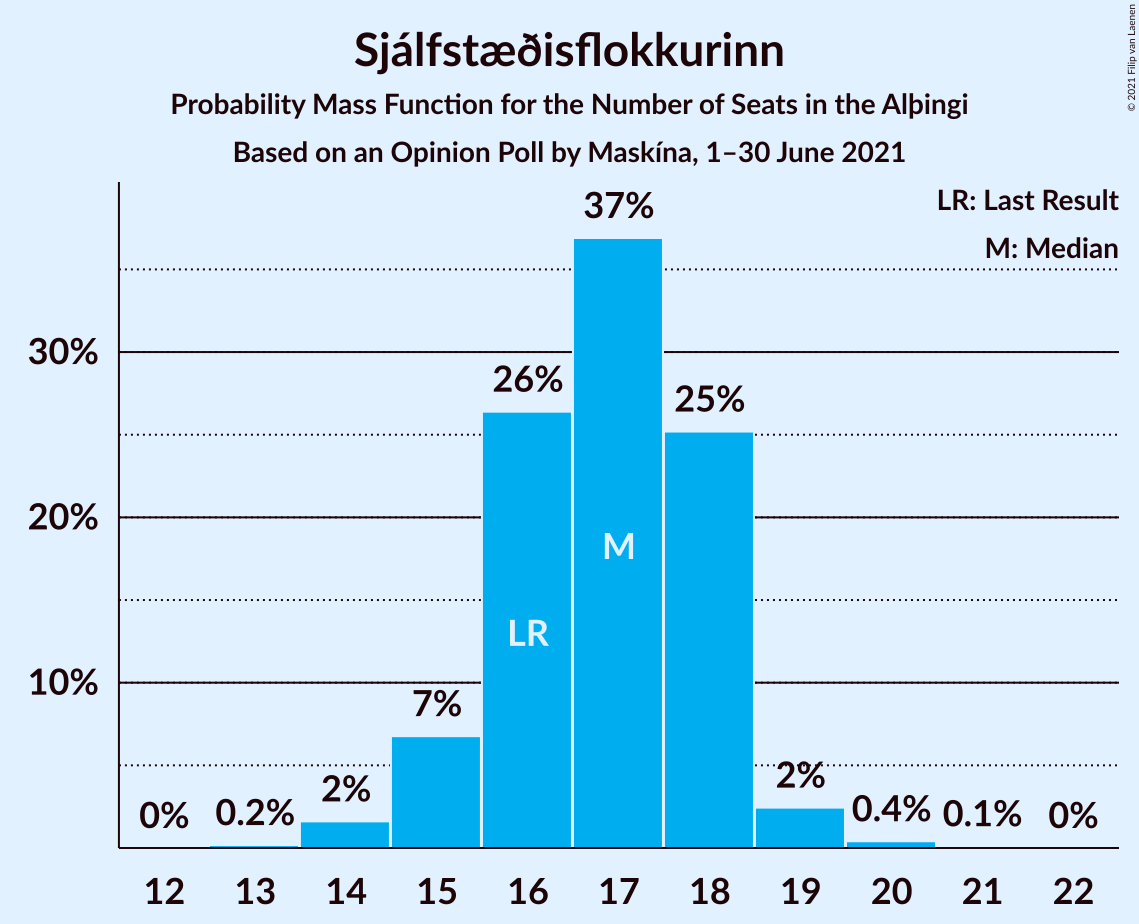 Sjálfstæðisflokkurinn
Probability Mass Function for the Number of Seats in the Alþingi
Based on an Opinion Poll by Maskína, 1–30 June 2021
© 2021 Filip van Laenen
LR: Last Result
M: Median
30%
20%
10%
0%
0.2%
2%
7%
26%
37%
25%
2%
0.4%
0.1%
0%
LR
M
12 13 14 15 16 17 18 19 20 21 22